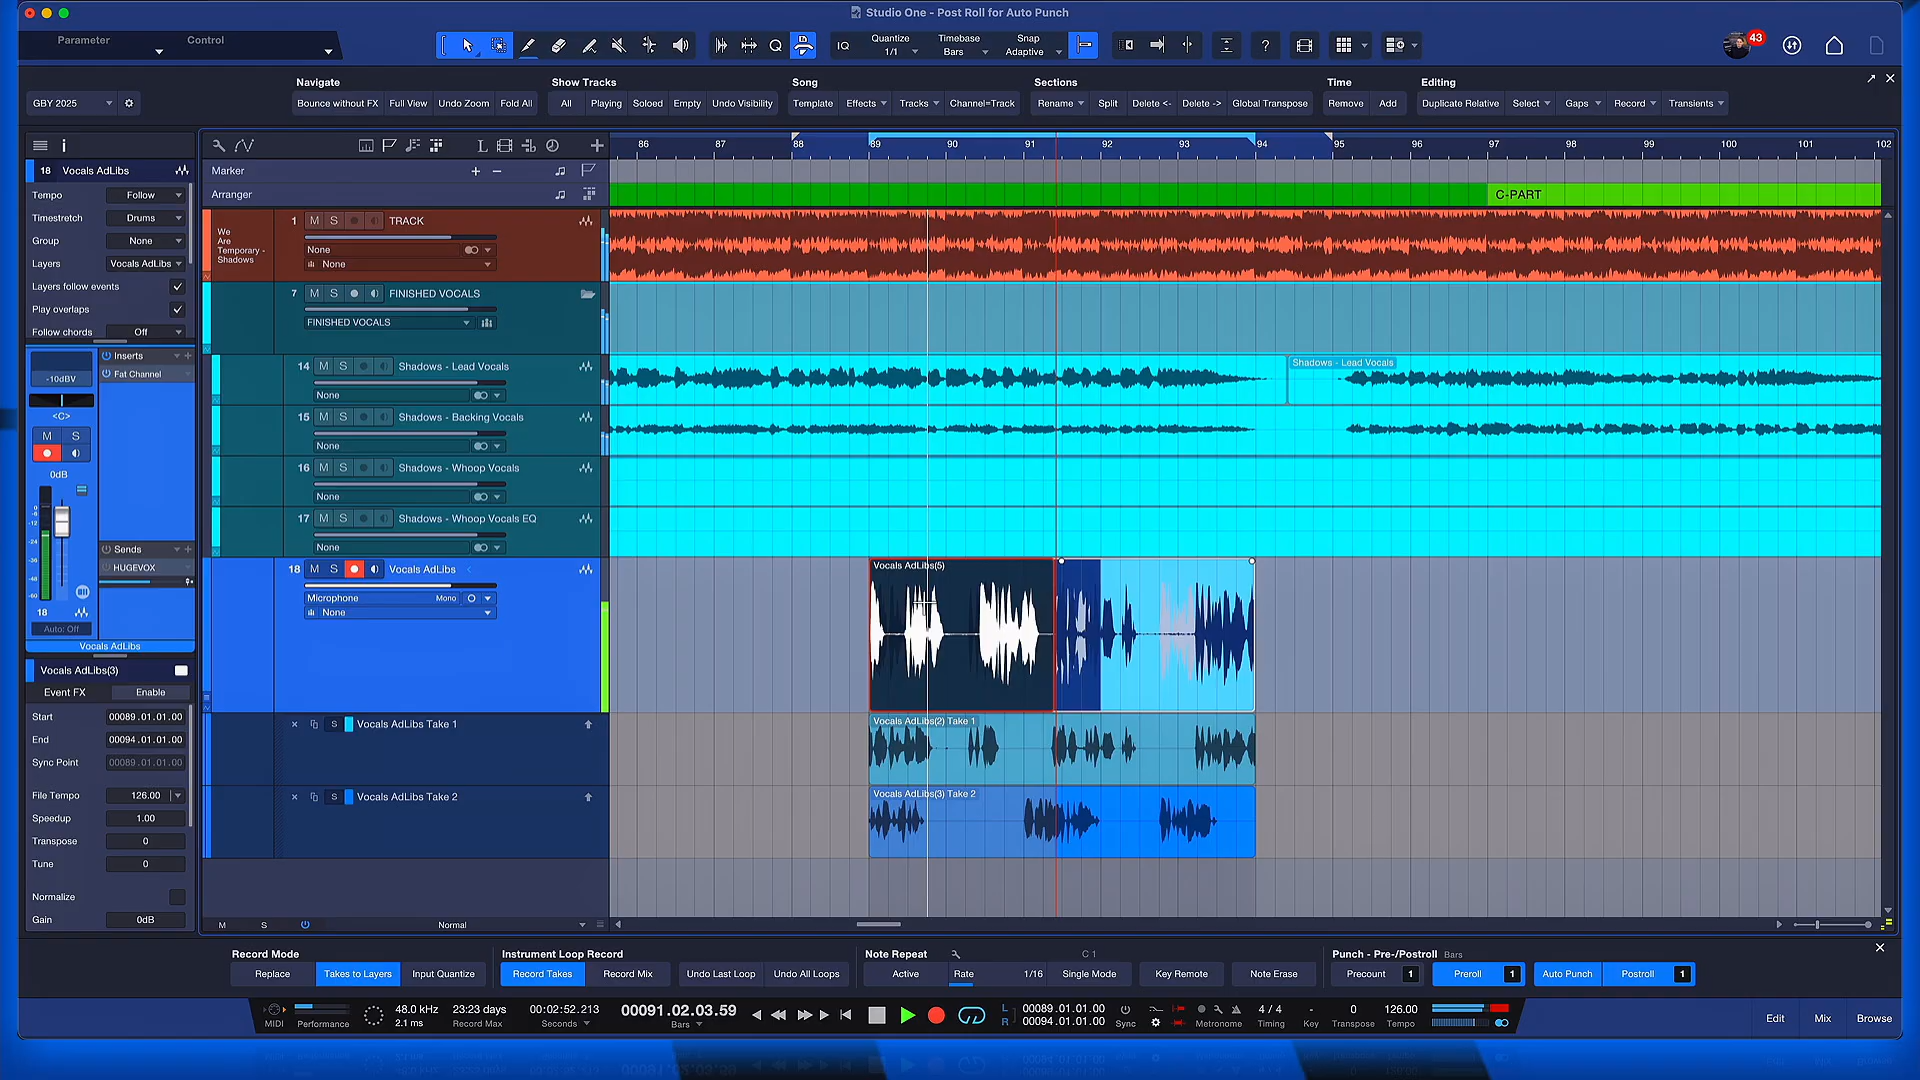 Studio One - Post Roll for Auto Punch
Parameter
Control
IQ
Quantize
1/1
Timebase
Bars
Snap
Adaptive
?
43
GBY 2025
Navigate
Bounce without FX
Full View
Undo Zoom
Fold All
Show Tracks
All
Playing
Soloed
Empty
Undo Visibility
Song
Template
Effects
Tracks
Channel=Track
Sections
Rename
Split
Delete <-
Delete ->
Global Transpose
Time
Remove
Add
Editing
Duplicate Relative
Select
Gaps
Record
Transients
86 87 88 89 90 91 92 93 94 95 96 97 98 99 100 101 102
Marker
Arranger
C-PART
18 Vocals AdLibs
Tempo Follow
Timestretch Drums
Group None
Layers Vocals AdLibs
Layers follow events
Play overlaps
Follow chords Off
-10dBV
<C>
M S
0dB
Inserts
Fat Channel
Sends
HUGEVOX
18
Auto: Off
Vocals AdLibs
Vocals AdLibs(3)
Event FX Enable
Start 00089.01.01.00
End 00094.01.01.00
Sync Point 00089.01.01.00
File Tempo 126.00
Speedup 1.00
Transpose 0
Tune 0
Normalize
Gain 0dB
We
Are
Temporary -
Shadows
1 M S TRACK
None
None
7 M S FINISHED VOCALS
FINISHED VOCALS
14 M S Shadows - Lead Vocals
None
Shadows - Lead Vocals
15 M S Shadows - Backing Vocals
None
16 M S Shadows - Whoop Vocals
None
17 M S Shadows - Whoop Vocals EQ
None
18 M S Vocals AdLibs
Microphone Mono
None
Vocals AdLibs(5)
S Vocals AdLibs Take 1
Vocals AdLibs(2) Take 1
S Vocals AdLibs Take 2
Vocals AdLibs(3) Take 2
M S Normal
Record Mode
Replace
Takes to Layers
Input Quantize
Instrument Loop Record
Record Takes
Record Mix
Undo Last Loop
Undo All Loops
Note Repeat
C 1
Active
Rate 1/16
Single Mode
Key Remote
Note Erase
Punch - Pre-/Postroll Bars
Precount 1
Preroll 1
Auto Punch
Postroll 1
MIDI
Performance
48.0 kHz
2.1 ms
23:23 days
Record Max
00:02:52.213
Seconds
00091.02.03.59
Bars
L 00089.01.01.00
R 00094.01.01.00
Sync
Metronome
4 / 4
Timing
-
Key
0
Transpose
126.00
Tempo
Edit
Mix
Browse